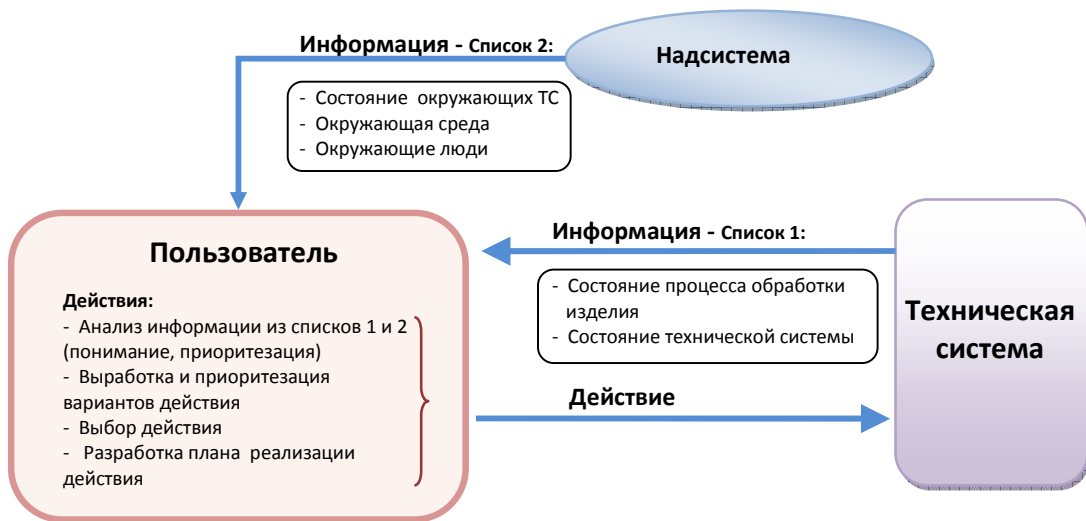 Информация - Список 2:
Надсистема
- Состояние окружающих ТС
- Окружающая среда
- Окружающие люди
Пользователь
Действия:
- Анализ информации из списков 1 и 2
(понимание, приоритезация)
- Выработка и приоритезация
вариантов действия
- Выбор действия
- Разработка плана реализации
действия
Информация - Список 1:
- Состояние процесса обработки
изделия
- Состояние технической системы
Действие
Техническая
система